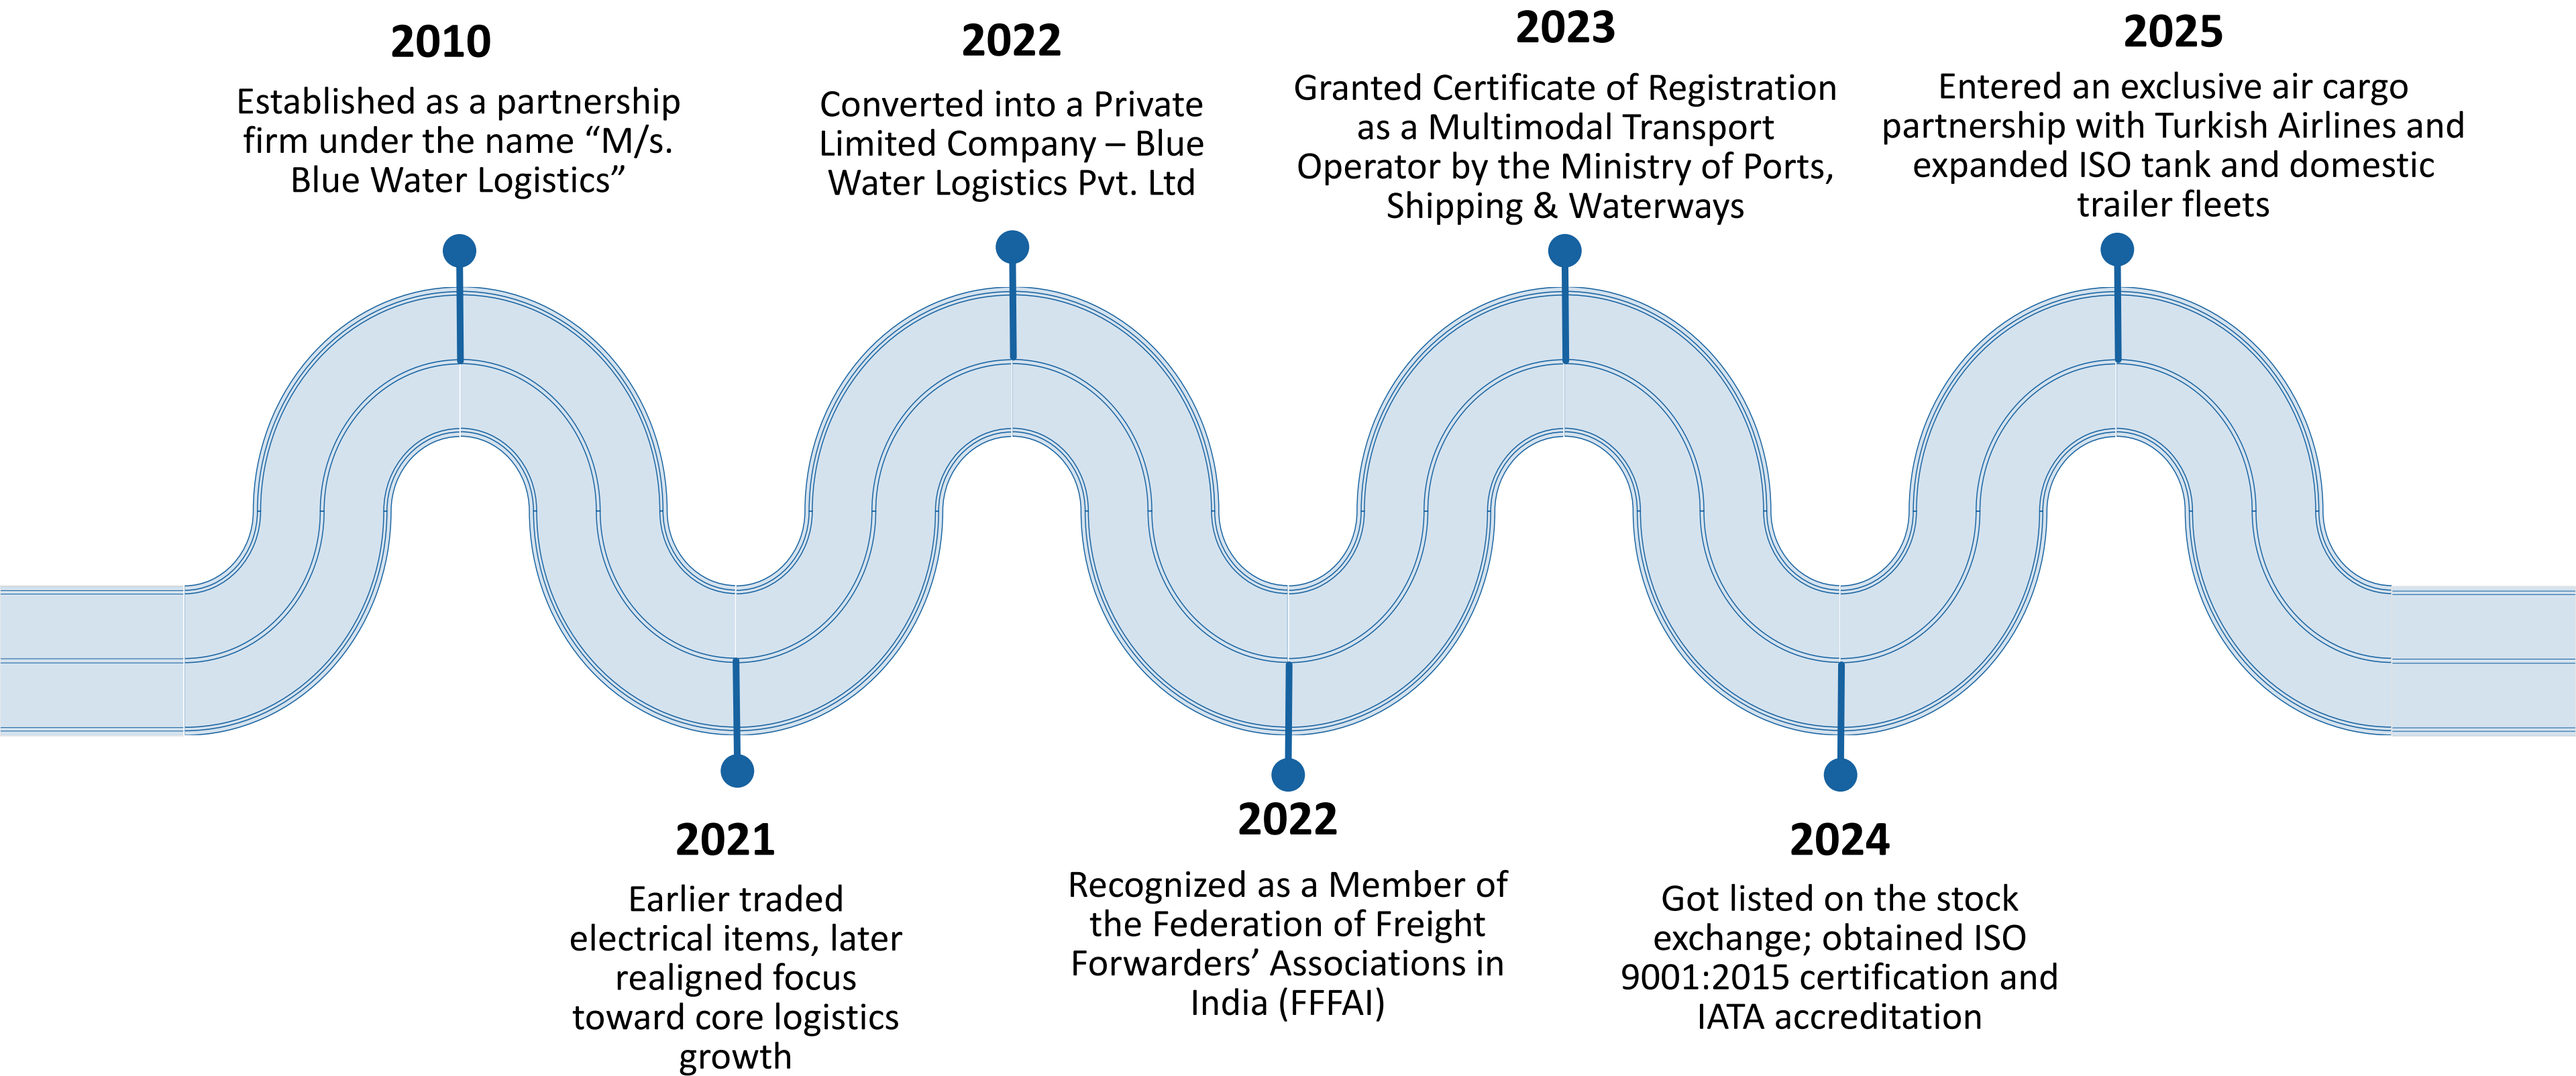 2010
Established as a partnership
firm under the name “M/s.
Blue Water Logistics”
2021
Earlier traded
electrical items, later
realigned focus
toward core logistics
growth
2022
Converted into a Private
Limited Company – Blue
Water Logistics Pvt. Ltd
2022
Recognized as a Member of
the Federation of Freight
Forwarders’ Associations in
India (FFFAI)
2023
Granted Certificate of Registration
as a Multimodal Transport
Operator by the Ministry of Ports,
Shipping & Waterways
2024
Got listed on the stock
exchange; obtained ISO
9001:2015 certification and
IATA accreditation
2025
Entered an exclusive air cargo
partnership with Turkish Airlines and
expanded ISO tank and domestic
trailer fleets